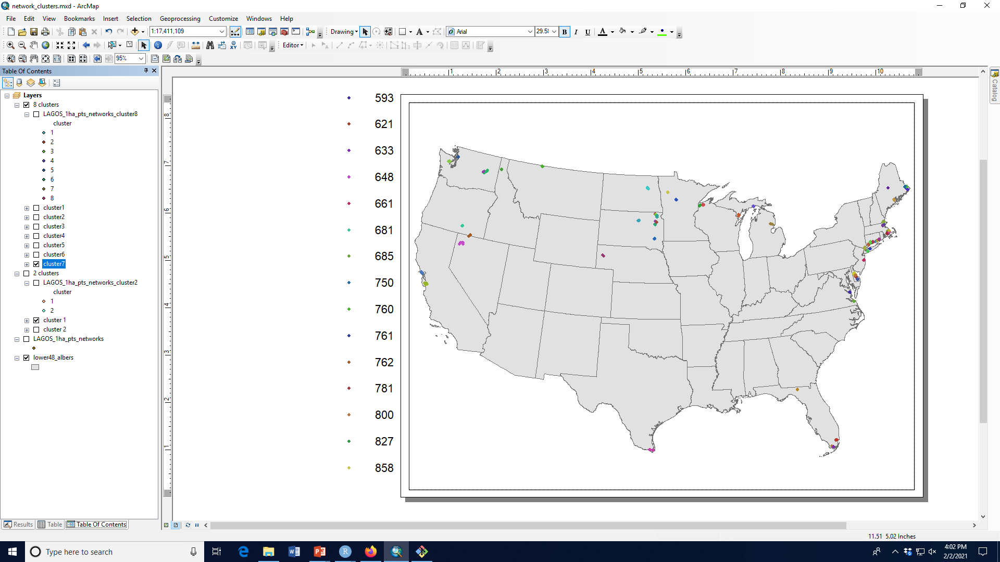 network_clusters.mxd - ArcMap
File Edit View Bookmarks Insert Selection Geoprocessing Customize Windows Help
1:17,411,109 Drawing Arial B I U A
Editor
95%
Table Of Contents
Layers
8 clusters
LAGOS_1ha_pts_networks_cluster8
cluster
1
2
3
4
5
6
7
8
cluster1
cluster2
cluster3
cluster4
cluster5
cluster6
cluster7
2 clusters
LAGOS_1ha_pts_networks_cluster2
cluster
1
2
cluster 1
cluster 2
LAGOS_1ha_pts_networks
lower48_albers
Results Table Table Of Contents
1 2 3 4 5 6 7 8 9 10
8
7
6
5
4
3
2
1
593
621
633
648
661
681
685
750
760
761
762
781
800
827
858
Catalog
11.51 5.02 Inches
Type here to search
4:02 PM
2/2/2021